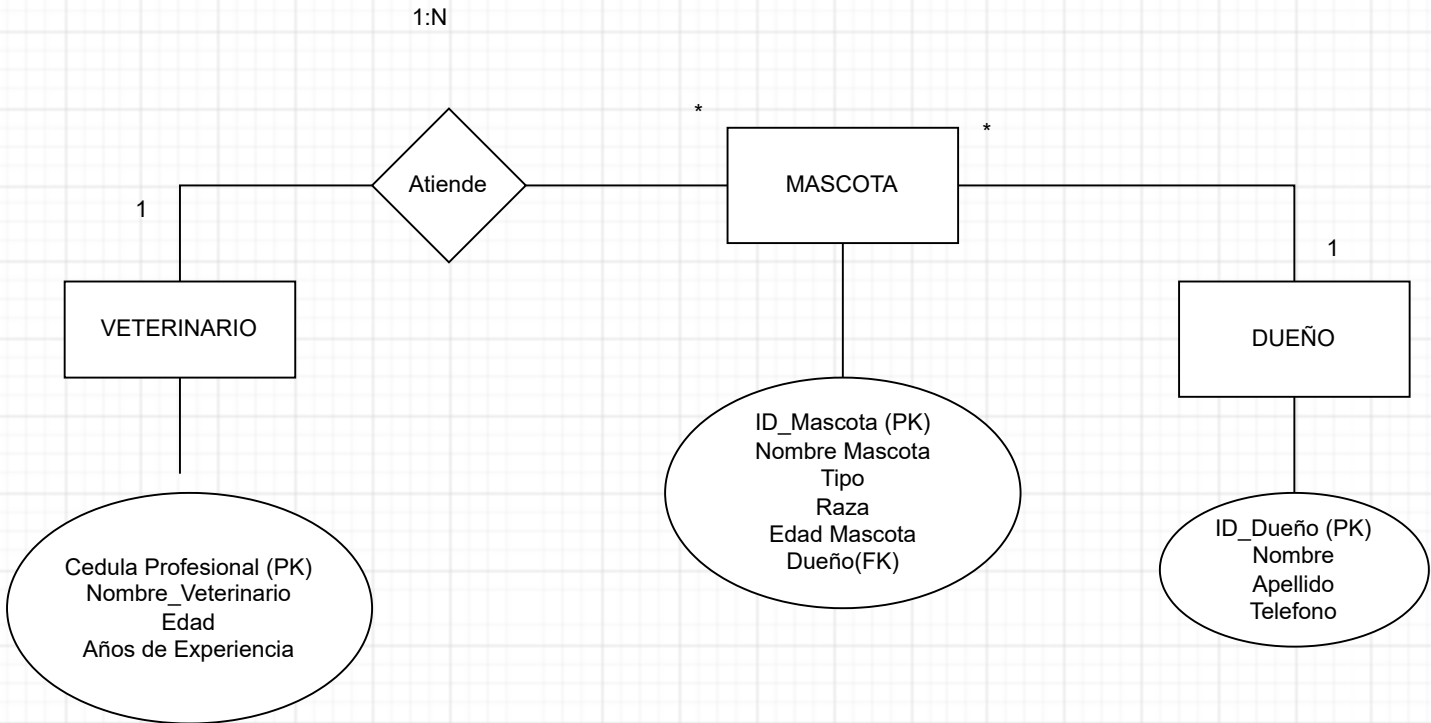 1:N
*
*
Atiende
MASCOTA
1
1
VETERINARIO
DUEÑO
ID_Mascota (PK)
Nombre Mascota
Tipo
Raza
Edad Mascota
Dueño(FK)
ID_Dueño (PK)
Nombre
Apellido
Telefono
Cedula Profesional (PK)
Nombre_Veterinario
Edad
Años de Experiencia